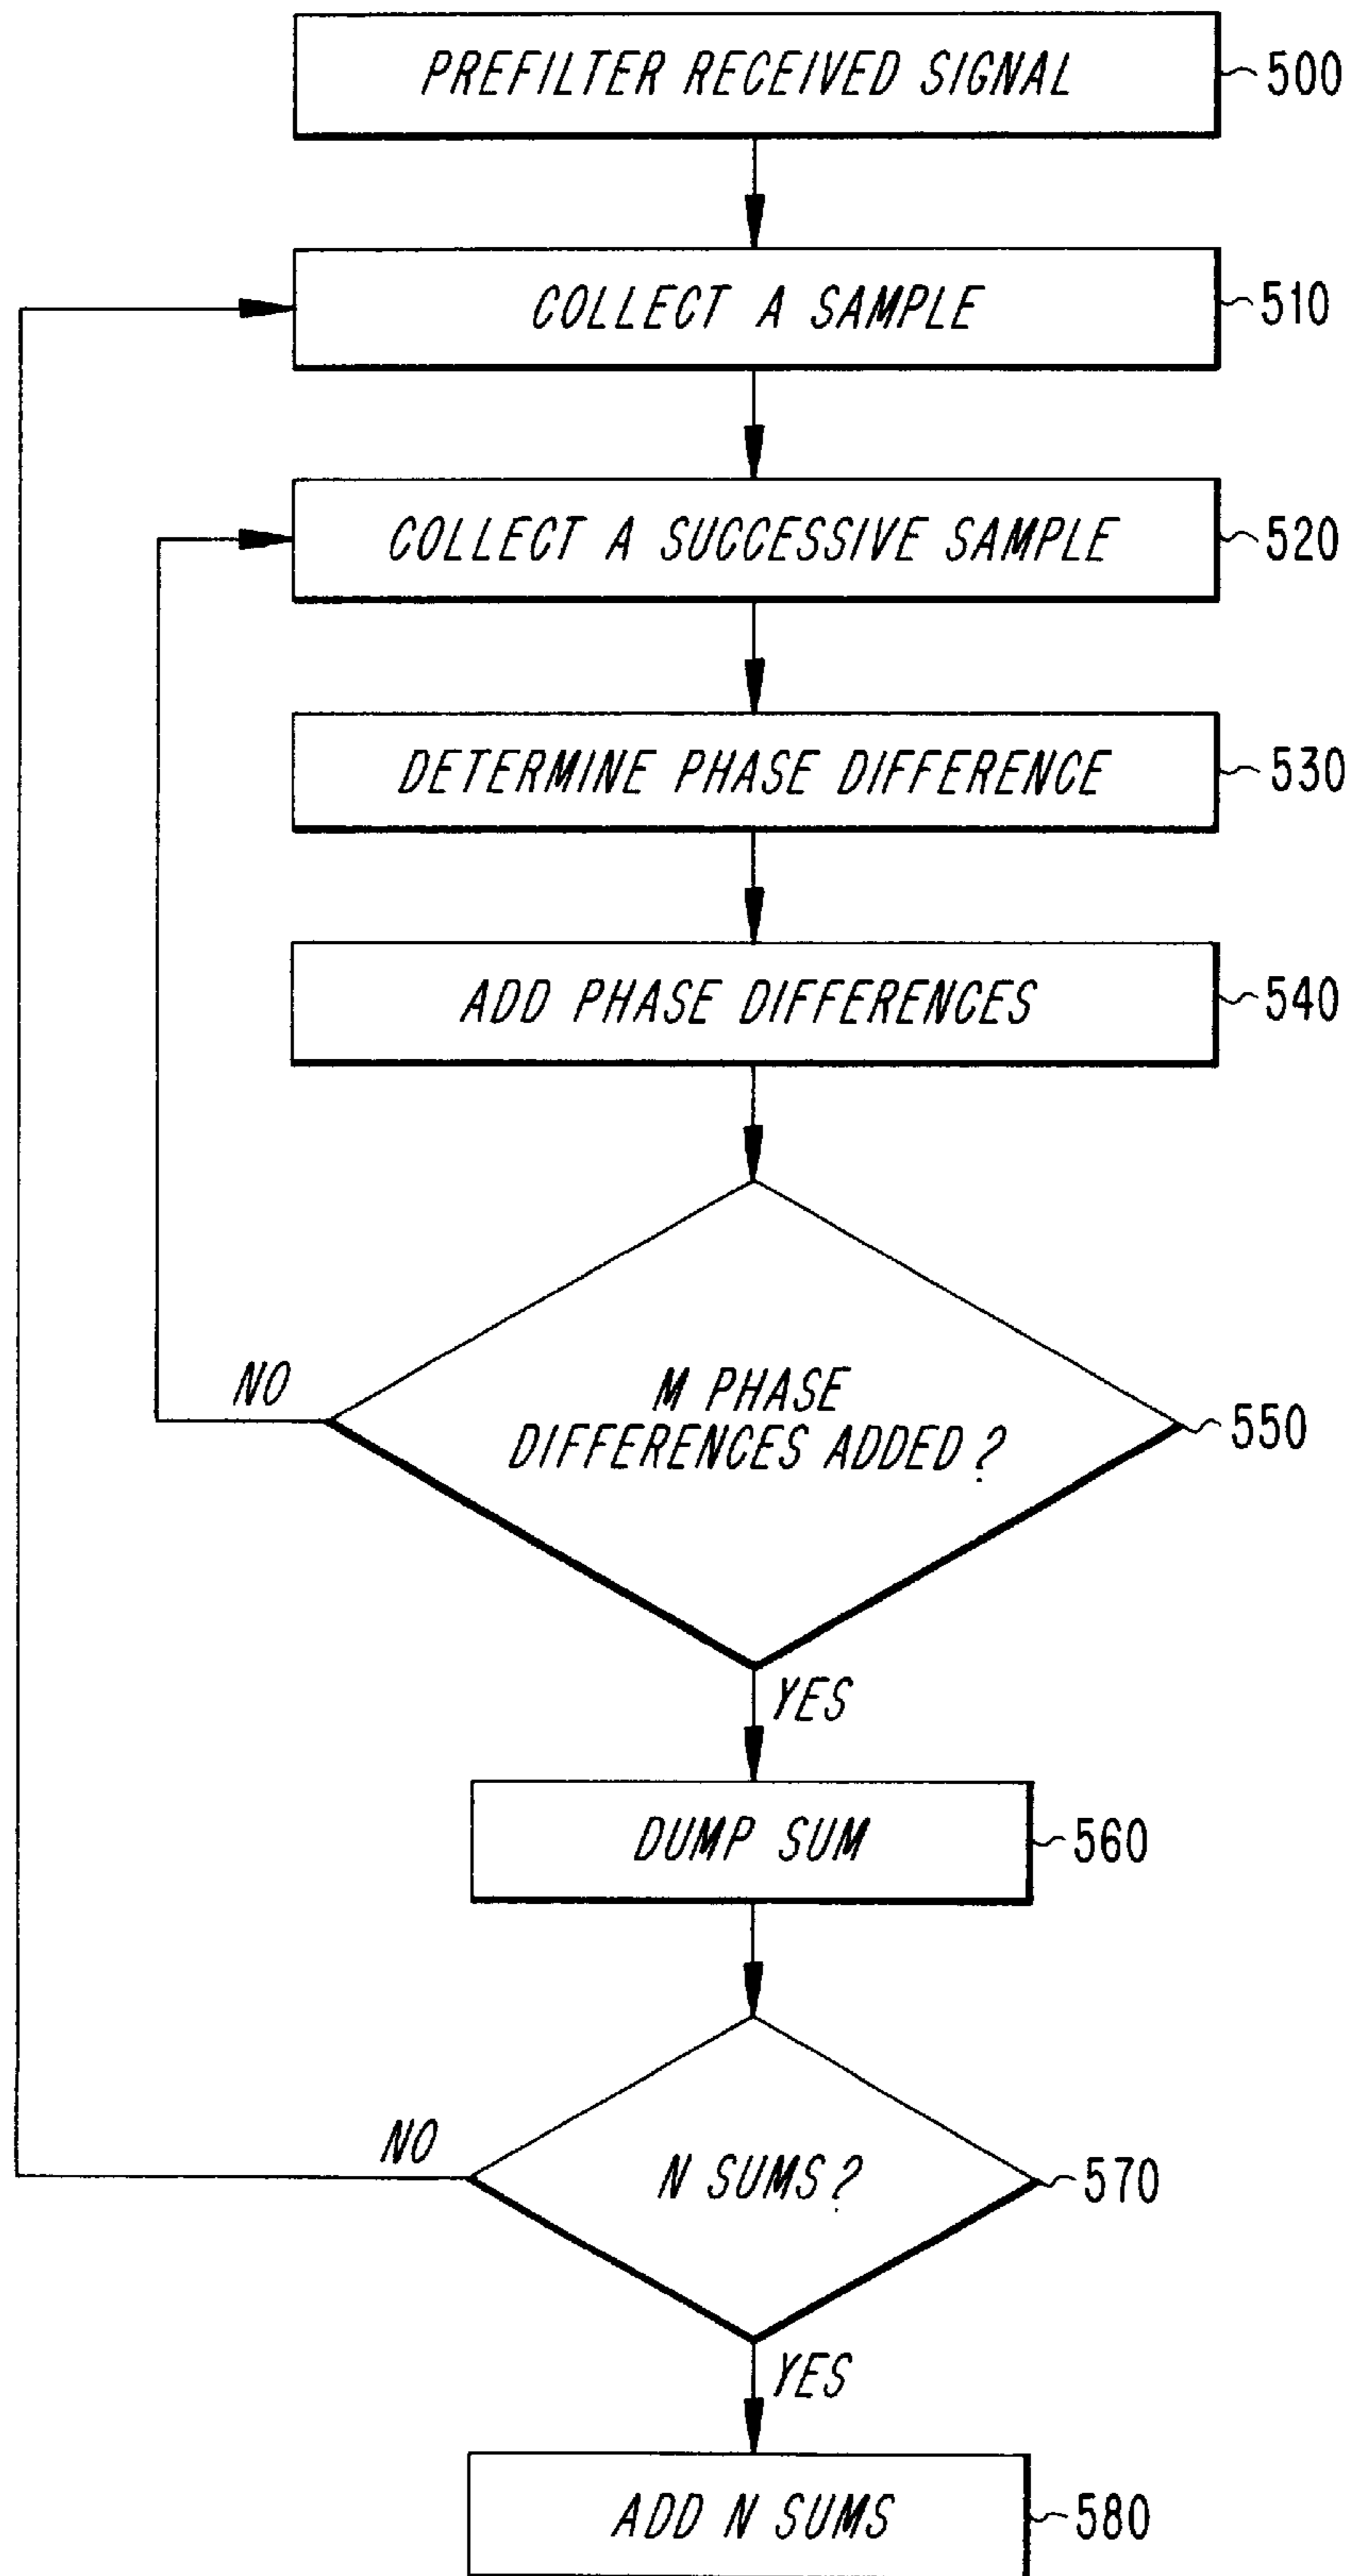 PREFILTER RECEIVED SIGNAL 500
COLLECT A SAMPLE 510
COLLECT A SUCCESSIVE SAMPLE 520
DETERMINE PHASE DIFFERENCE 530
ADD PHASE DIFFERENCES 540
NO
M PHASE
DIFFERENCES ADDED? 550
YES
DUMP SUM 560
NO
N SUMS? 570
YES
ADD N SUMS 580